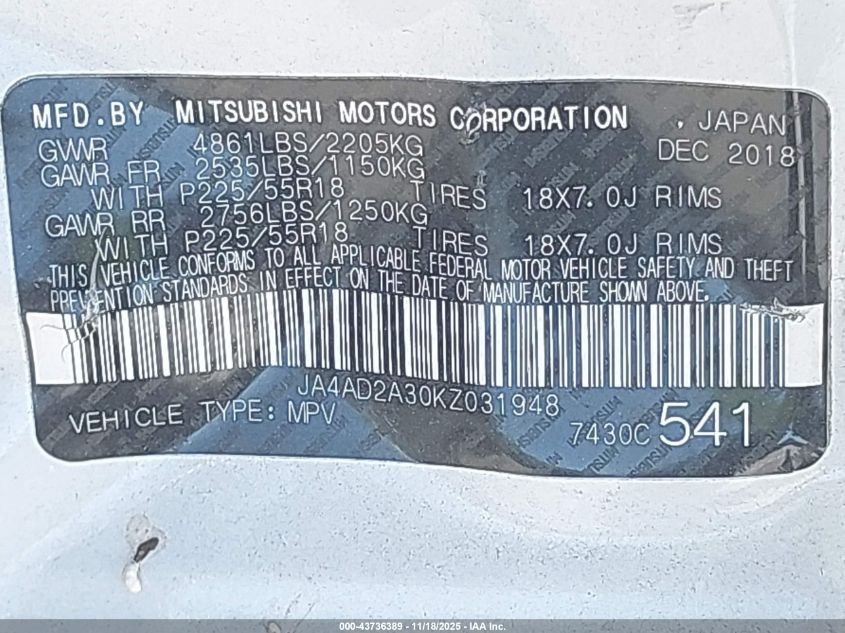 MFD.BY MITSUBISHI MOTORS CORPORATION , JAPAN
GVWR 4861LBS/2205KG DEC 2018
GAWR FR 2535LBS/1150KG
WITH P225/55R18 TIRES 18X7.0J RIMS
GAWR RR 2756LBS/1250KG
WITH P225/55R18 TIRES 18X7.0J RIMS
THIS VEHICLE CONFORMS TO ALL APPLICABLE FEDERAL MOTOR VEHICLE SAFETY AND THEFT
PREVENTION STANDARDS IN EFFECT ON THE DATE OF MANUFACTURE SHOWN ABOVE.
JA4AD2A30KZ031948
VEHICLE TYPE: MPV 7430C 541
000-43736389 - 11/18/2025 - IAA Inc.